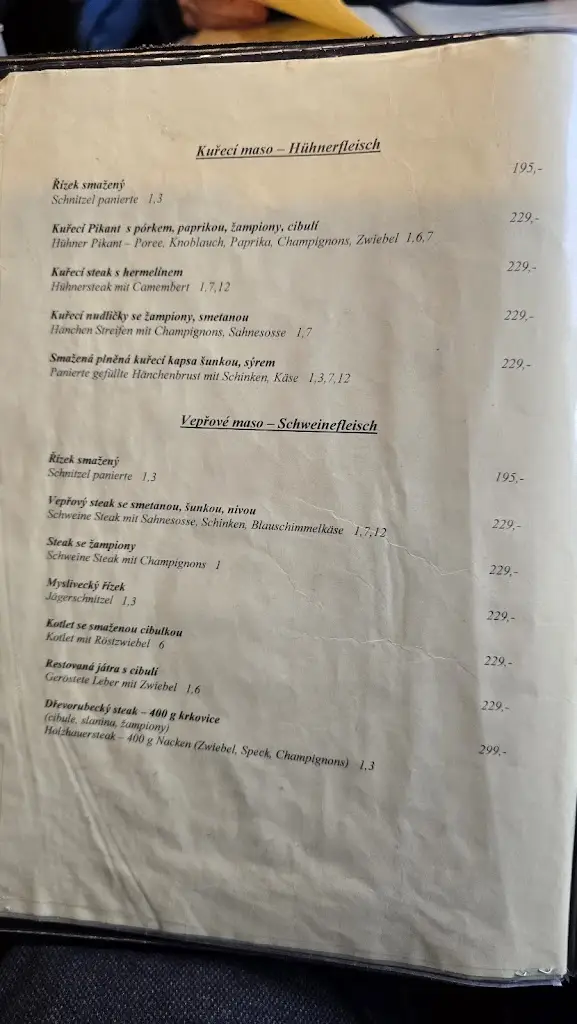 Kuřecí maso – Hühnerfleisch
Řízek smažený 195,-
Schnitzel panierte 1,3
Kuřecí Pikant s pórkem, paprikou, žampiony, cibulí 229,-
Hühner Pikant – Poree, Knoblauch, Paprika, Champignons, Zwiebel 1,6,7
Kuřecí steak s hermelínem 229,-
Hühnersteak mit Camembert 1,7,12
Kuřecí nudličky se žampiony, smetanou 229,-
Hänchen Streifen mit Champignons, Sahnesosse 1,7
Smažená plněná kuřecí kapsa šunkou, sýrem 229,-
Panierte gefüllte Hänchenbrust mit Schinken, Käse 1,3,7,12
Vepřové maso – Schweinefleisch
Řízek smažený 195,-
Schnitzel panierte 1,3
Vepřový steak se smetanou, šunkou, nivou 229,-
Schweine Steak mit Sahnesosse, Schinken, Blauschimmelkäse 1,7,12
Steak se žampiony 229,-
Schweine Steak mit Champignons 1
Myslivecký řízek 229,-
Jägerschnitzel 1,3
Kotlet se smaženou cibulkou 229,-
Kotlet mit Röstzwiebel 6
Restovaná játra s cibulí 229,-
Geröstete Leber mit Zwiebel 1,6
Dřevorubecký steak – 400 g krkovice 299,-
(cibule, slanina, žampiony)
Holzhauersteak – 400 g Nacken (Zwiebel, Speck, Champignons) 1,3